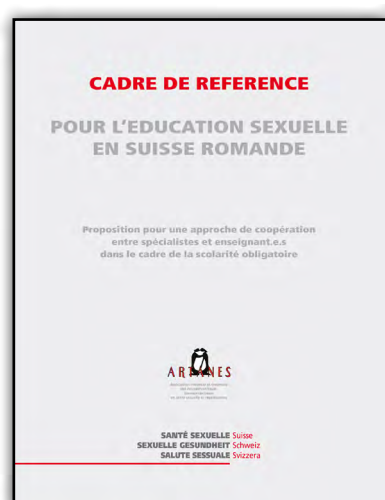 CADRE DE REFERENCE
POUR L'EDUCATION SEXUELLE
EN SUISSE ROMANDE
Proposition pour une approche de coopération
entre spécialistes et enseignant.e.s
dans le cadre de la scolarité obligatoire
ARTANES
SANTÉ SEXUELLE Suisse
SEXUELLE GESUNDHEIT Schweiz
SALUTE SESSUALE Svizzera